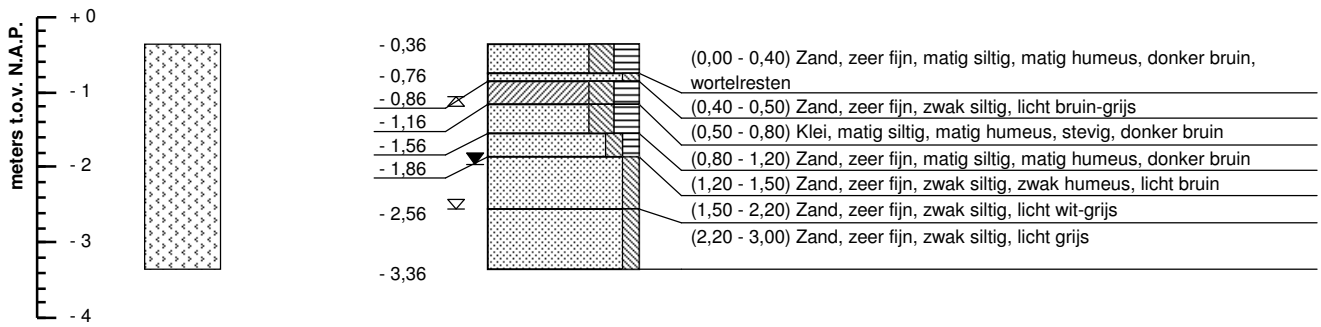 meters t.o.v. N.A.P.
+ 0
- 1
- 2
- 3
- 4
- 0,36
- 0,76
- 0,86
- 1,16
- 1,56
- 1,86
- 2,56
- 3,36
(0,00 - 0,40) Zand, zeer fijn, matig siltig, matig humeus, donker bruin,
wortelresten
(0,40 - 0,50) Zand, zeer fijn, zwak siltig, licht bruin-grijs
(0,50 - 0,80) Klei, matig siltig, matig humeus, stevig, donker bruin
(0,80 - 1,20) Zand, zeer fijn, matig siltig, matig humeus, donker bruin
(1,20 - 1,50) Zand, zeer fijn, zwak siltig, zwak humeus, licht bruin
(1,50 - 2,20) Zand, zeer fijn, zwak siltig, licht wit-grijs
(2,20 - 3,00) Zand, zeer fijn, zwak siltig, licht grijs